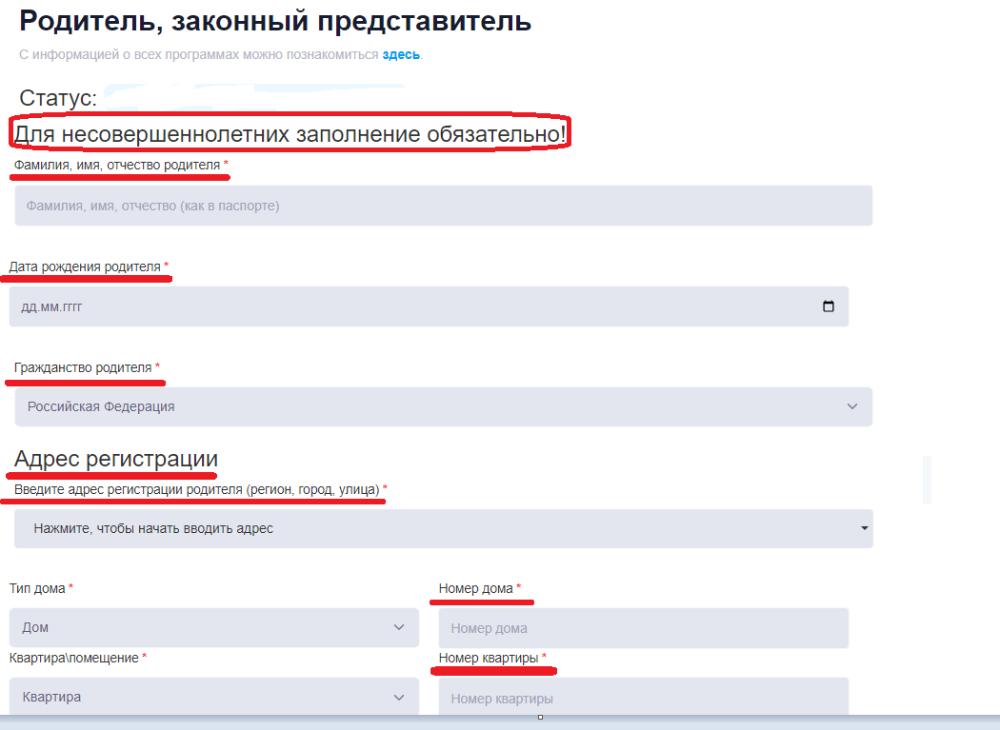 Родитель, законный представитель
С информацией о всех программах можно познакомиться здесь.
Статус:
Для несовершеннолетних заполнение обязательно!
Фамилия, имя, отчество родителя *
Фамилия, имя, отчество (как в паспорте)
Дата рождения родителя *
дд.мм.гггг
Гражданство родителя *
Российская Федерация
Адрес регистрации
Введите адрес регистрации родителя (регион, город, улица) *
Нажмите, чтобы начать вводить адрес
Тип дома * Номер дома *
Дом Номер дома
Квартира\помещение * Номер квартиры *
Квартира Номер квартиры